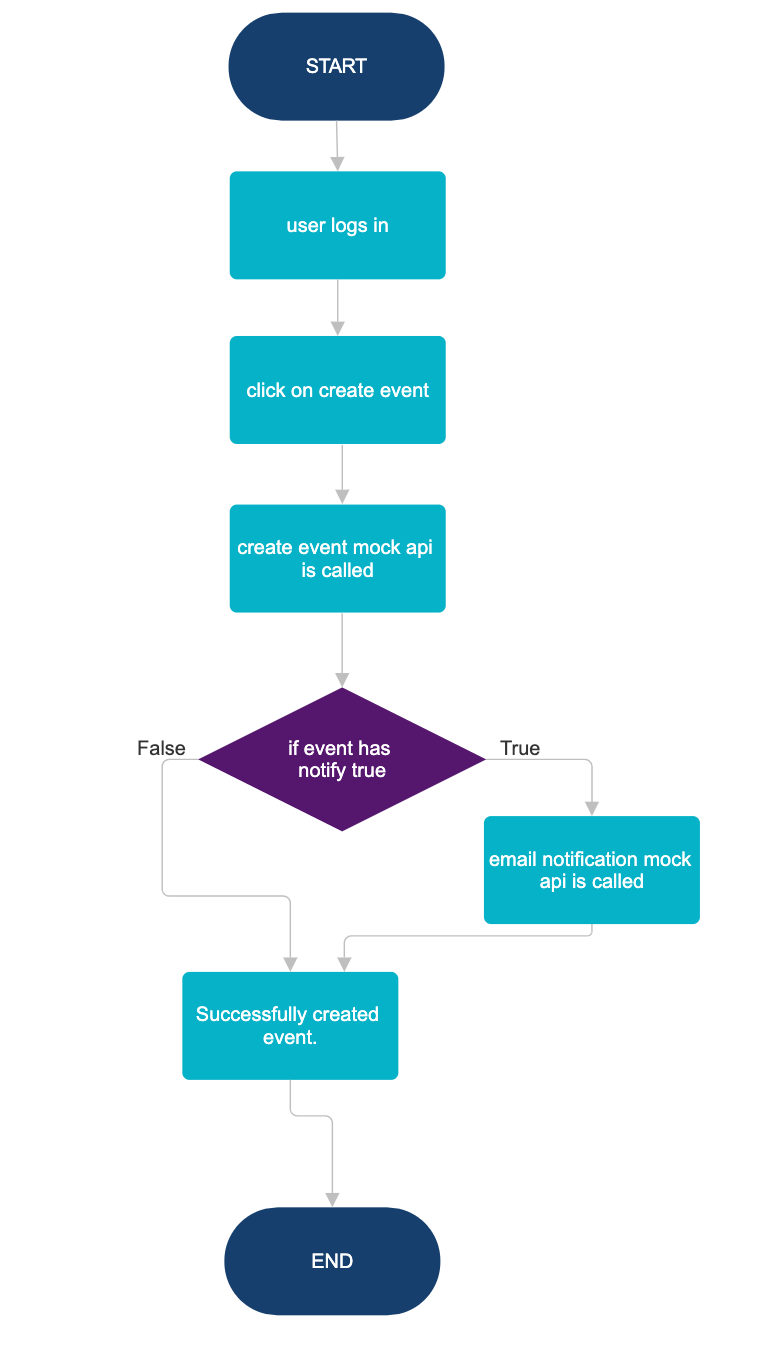 START
user logs in
click on create event
create event mock api
is called
if event has
notify true
False
True
email notification mock
api is called
Successfully created
event.
END